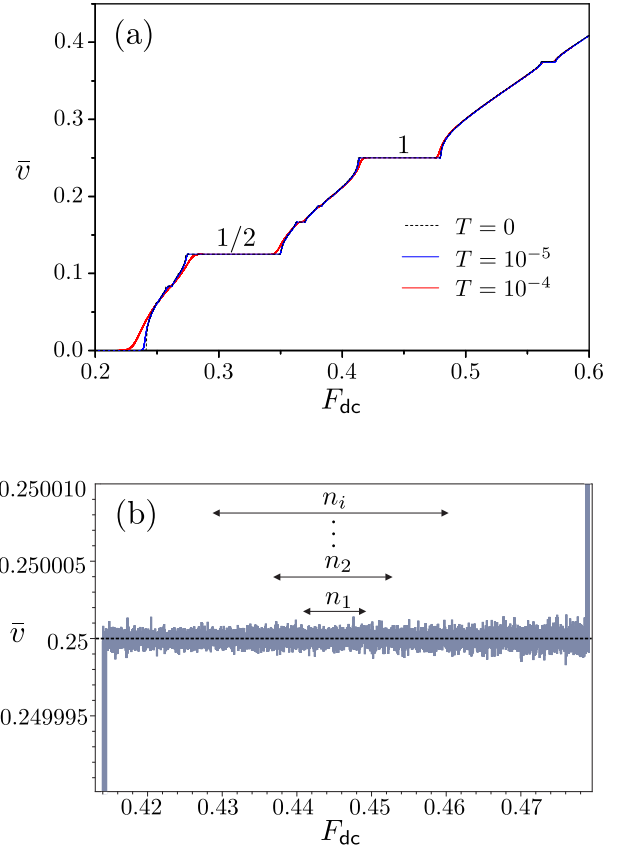 (a)
0.4
0.3
0.2
0.1
0.0
v̄
1
1/2
T = 0
T = 10⁻⁵
T = 10⁻⁴
0.2 0.3 0.4 0.5 0.6
F_dc
(b)
0.250010
0.250005
0.25
0.249995
v̄
n_i
⋮
n_2
n_1
0.42 0.43 0.44 0.45 0.46 0.47
F_dc